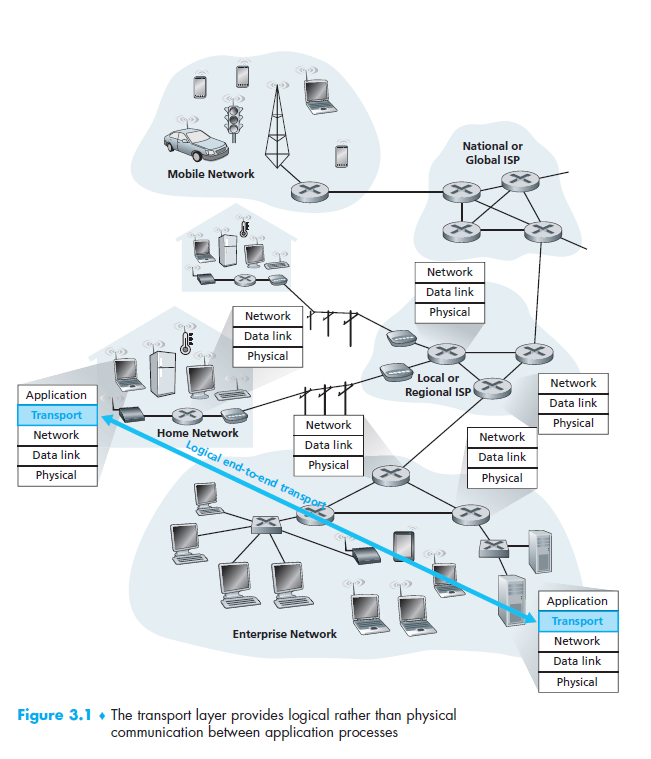 Mobile Network
National or
Global ISP
Network
Data link
Physical
Network
Data link
Physical
Local or
Regional ISP
Network
Data link
Physical
Application
Transport
Network
Data link
Physical
Home Network
Network
Data link
Physical
Network
Data link
Physical
Logical end-to-end transport
Enterprise Network
Application
Transport
Network
Data link
Physical
Figure 3.1 ♦ The transport layer provides logical rather than physical
communication between application processes